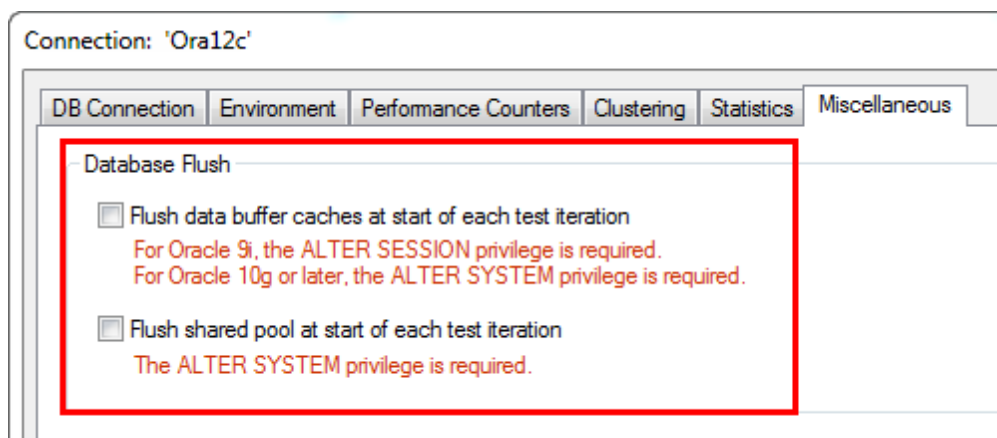 Connection: 'Ora12c'
DB Connection Environment Performance Counters Clustering Statistics Miscellaneous
Database Flush
Flush data buffer caches at start of each test iteration
For Oracle 9i, the ALTER SESSION privilege is required.
For Oracle 10g or later, the ALTER SYSTEM privilege is required.
Flush shared pool at start of each test iteration
The ALTER SYSTEM privilege is required.